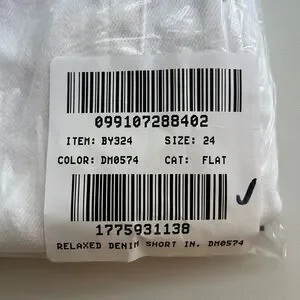 099107288402
ITEM: BY324 SIZE: 24
COLOR: DM0574 CAT: FLAT
1775931138
RELAXED DENIM SHORT IN. DM0574